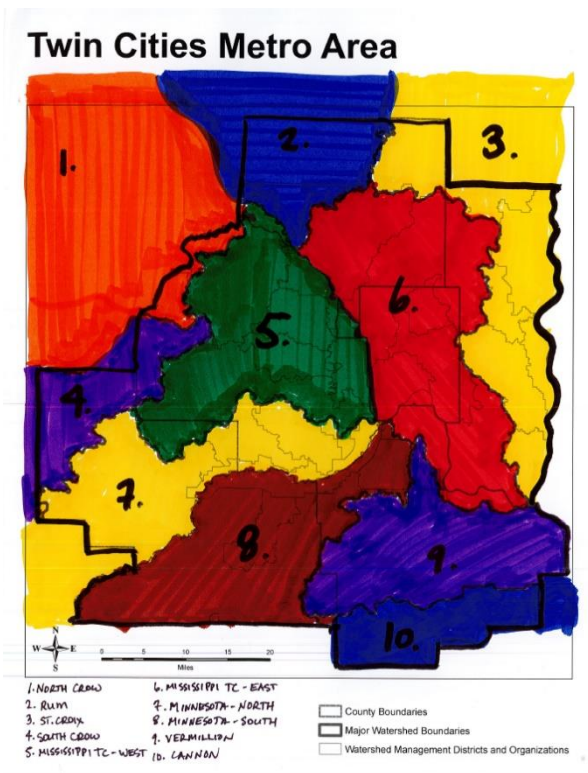 Twin Cities Metro Area
1.
2.
3.
4.
5.
6.
7.
8.
9.
10.
N
W E
S
0 5 10 15 20
Miles
1. NORTH CROW
2. RUM
3. ST. CROIX
4. SOUTH CROW
5. MISSISSIPPI TC-WEST
6. MISSISSIPPI TC-EAST
7. MINNESOTA-NORTH
8. MINNESOTA-SOUTH
9. VERMILLION
10. CANNON
County Boundaries
Major Watershed Boundaries
Watershed Management Districts and Organizations